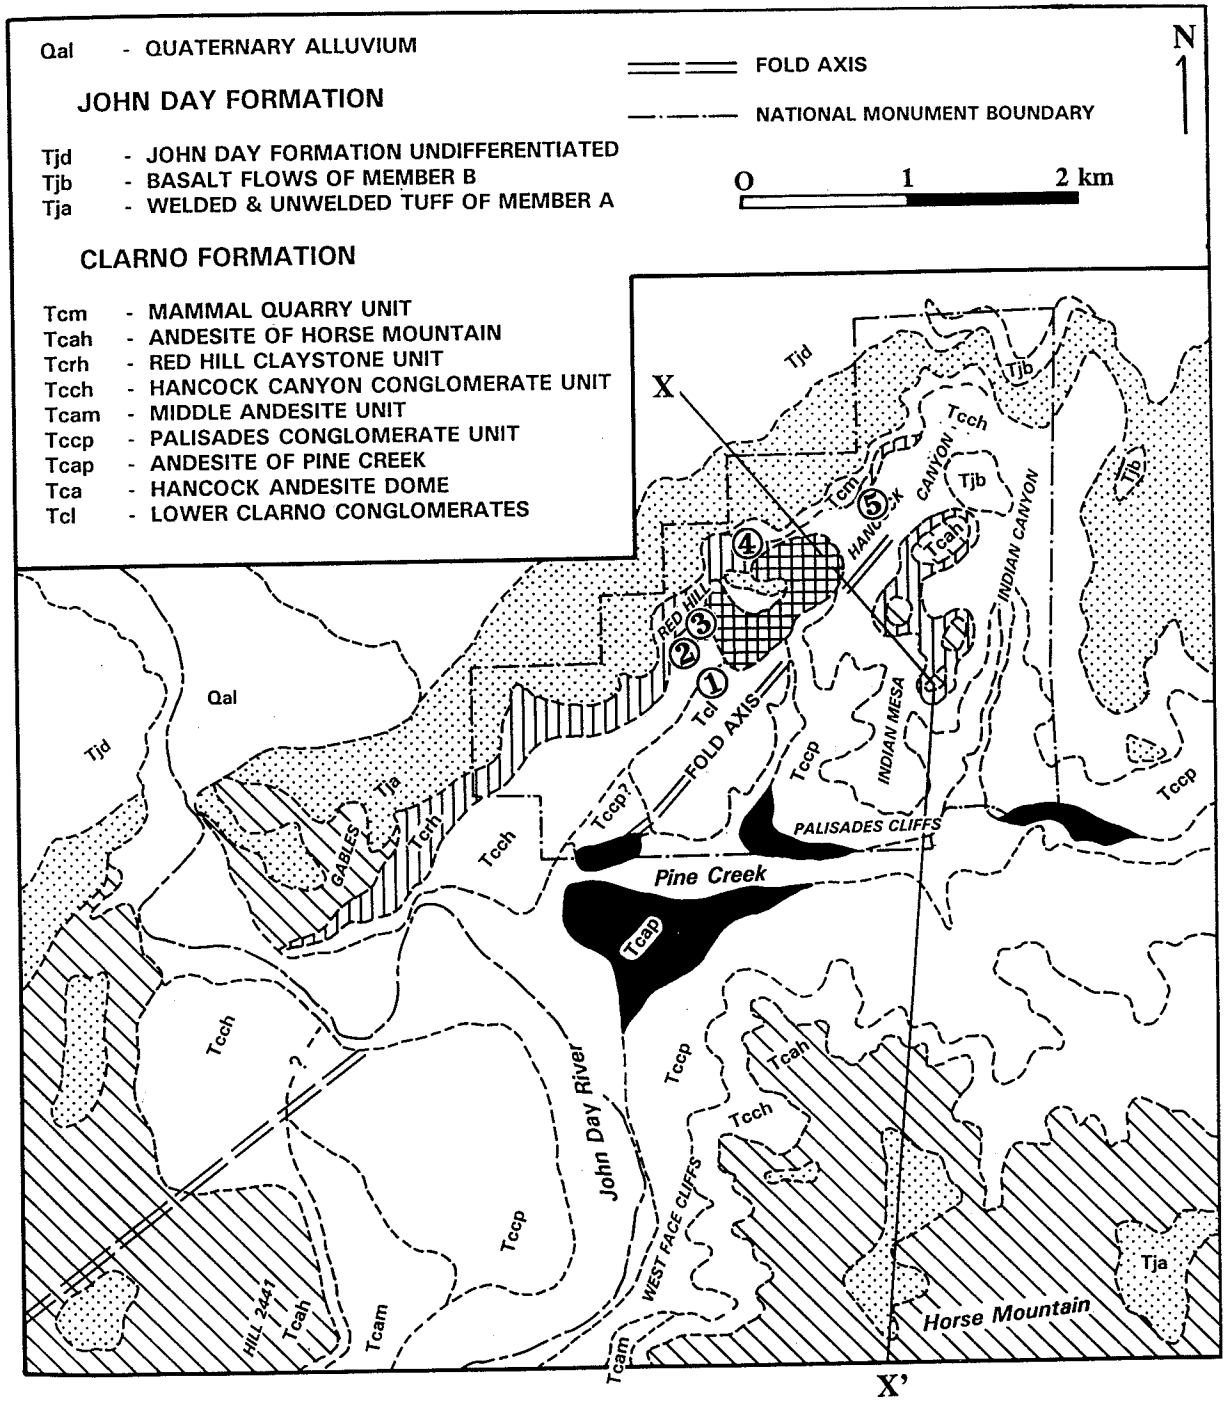 Qal - QUATERNARY ALLUVIUM
JOHN DAY FORMATION
Tjd - JOHN DAY FORMATION UNDIFFERENTIATED
Tjb - BASALT FLOWS OF MEMBER B
Tja - WELDED & UNWELDED TUFF OF MEMBER A
CLARNO FORMATION
Tcm - MAMMAL QUARRY UNIT
Tcah - ANDESITE OF HORSE MOUNTAIN
Tcrh - RED HILL CLAYSTONE UNIT
Tcch - HANCOCK CANYON CONGLOMERATE UNIT
Tcam - MIDDLE ANDESITE UNIT
Tccp - PALISADES CONGLOMERATE UNIT
Tcap - ANDESITE OF PINE CREEK
Tca - HANCOCK ANDESITE DOME
Tcl - LOWER CLARNO CONGLOMERATES
FOLD AXIS
NATIONAL MONUMENT BOUNDARY
N
0 1 2 km
X
Tjd
Tjb
Tcch
Tjb
Tjb
Tcm
5
HANCOCK CANYON
Tcah
INDIAN CANYON
4
RED HILL
3
2
1
Tcl
FOLD AXIS
Qal
Tjd
Tja
GABLES
Tcrh
Tcch
Tccp?
Tccp
INDIAN MESA
Tccp
PALISADES CLIFFS
Pine Creek
Tcap
Tcch
?
John Day River
Tccp
Tcah
Tcch
WEST FACE CLIFFS
Tccp
HILL 2441
Tcah
Tcam
Tcam
Tja
Horse Mountain
X'